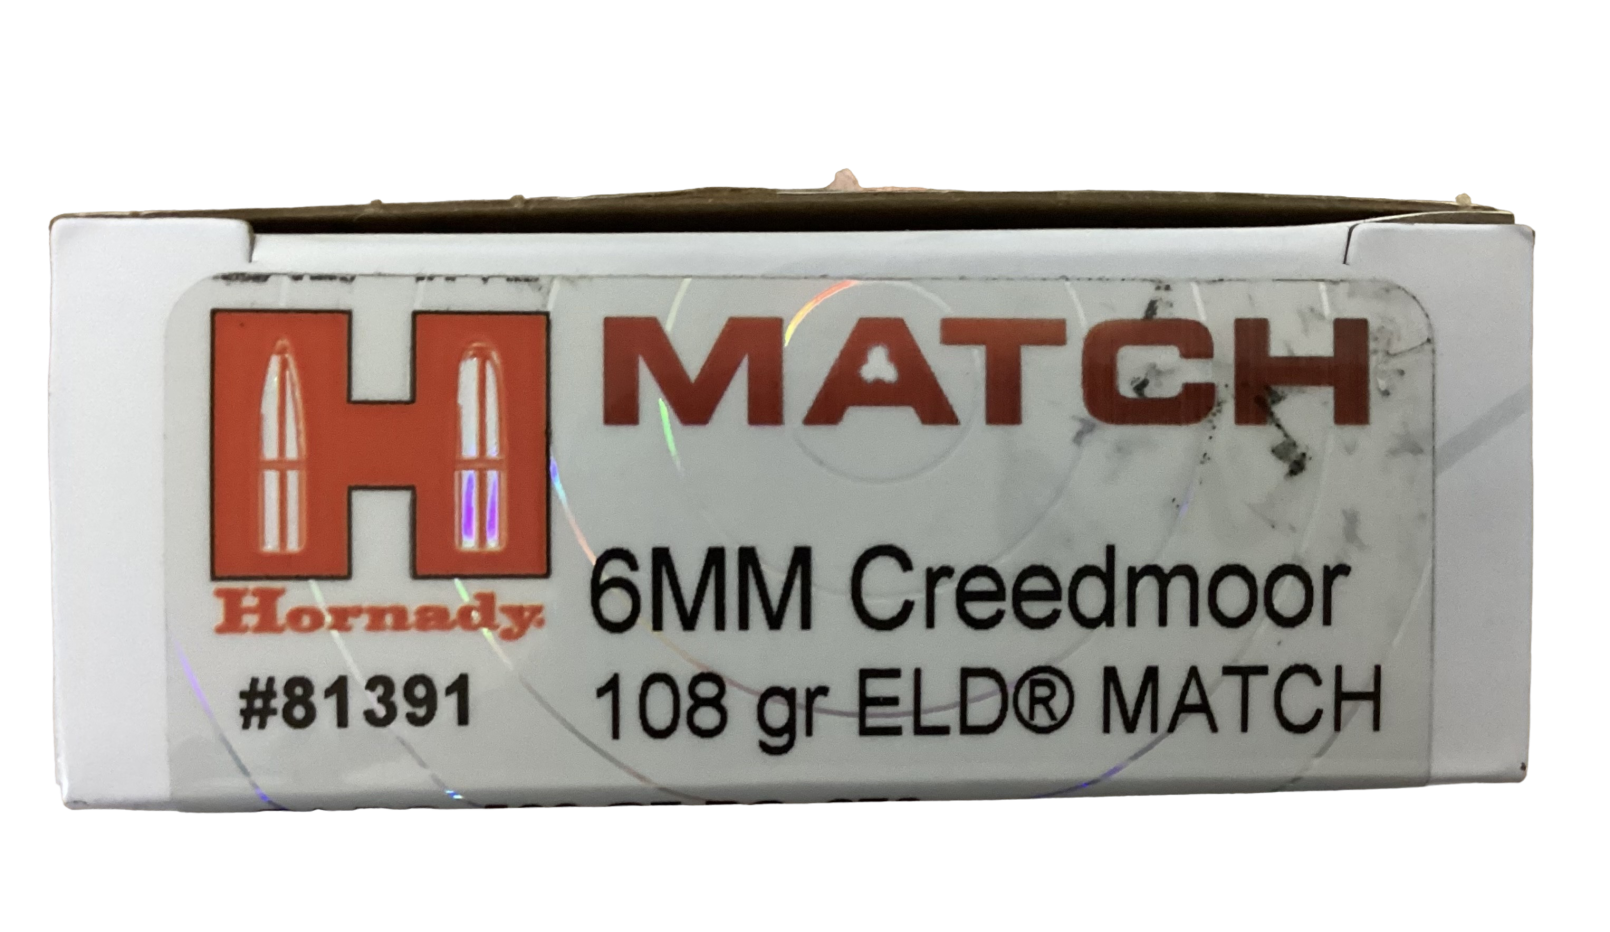 MATCH
Hornady
6MM Creedmoor
#81391
108 gr ELD® MATCH